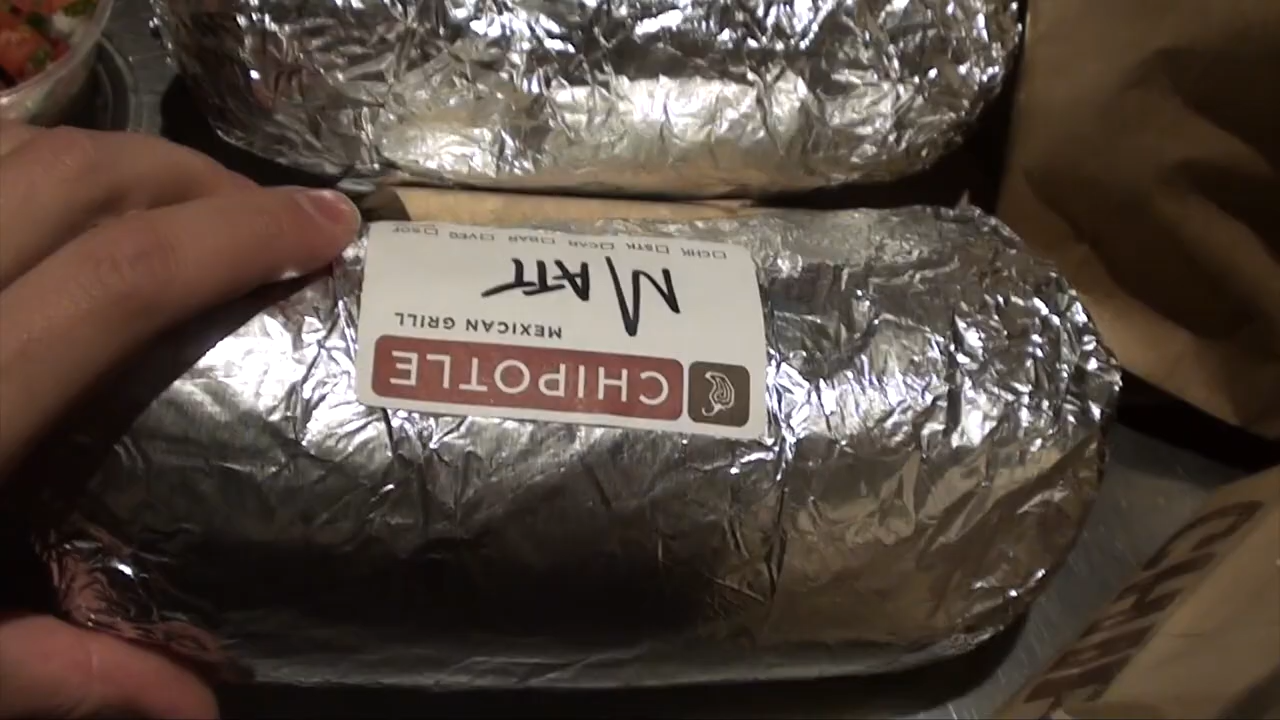 CHIPOTLE
MEXICAN GRILL
MATT
☐CHK ☐STK ☐CAR ☐BAR ☐VEG ☐SOF